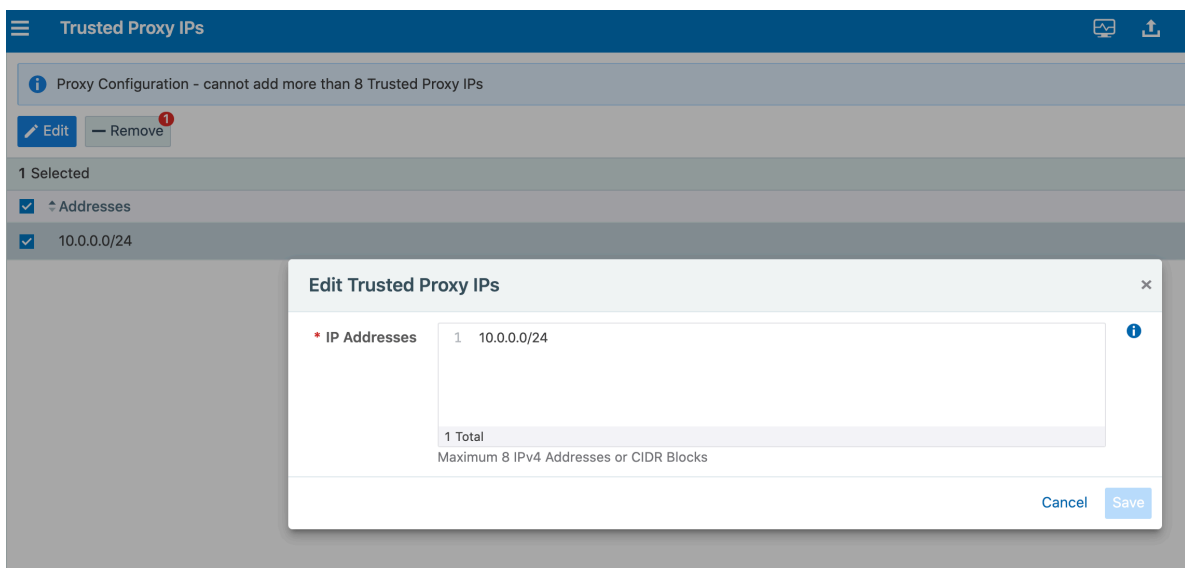 Trusted Proxy IPs
Proxy Configuration - cannot add more than 8 Trusted Proxy IPs
Edit
Remove
1
1 Selected
Addresses
10.0.0.0/24
Edit Trusted Proxy IPs
* IP Addresses
1 10.0.0.0/24
1 Total
Maximum 8 IPv4 Addresses or CIDR Blocks
Cancel
Save